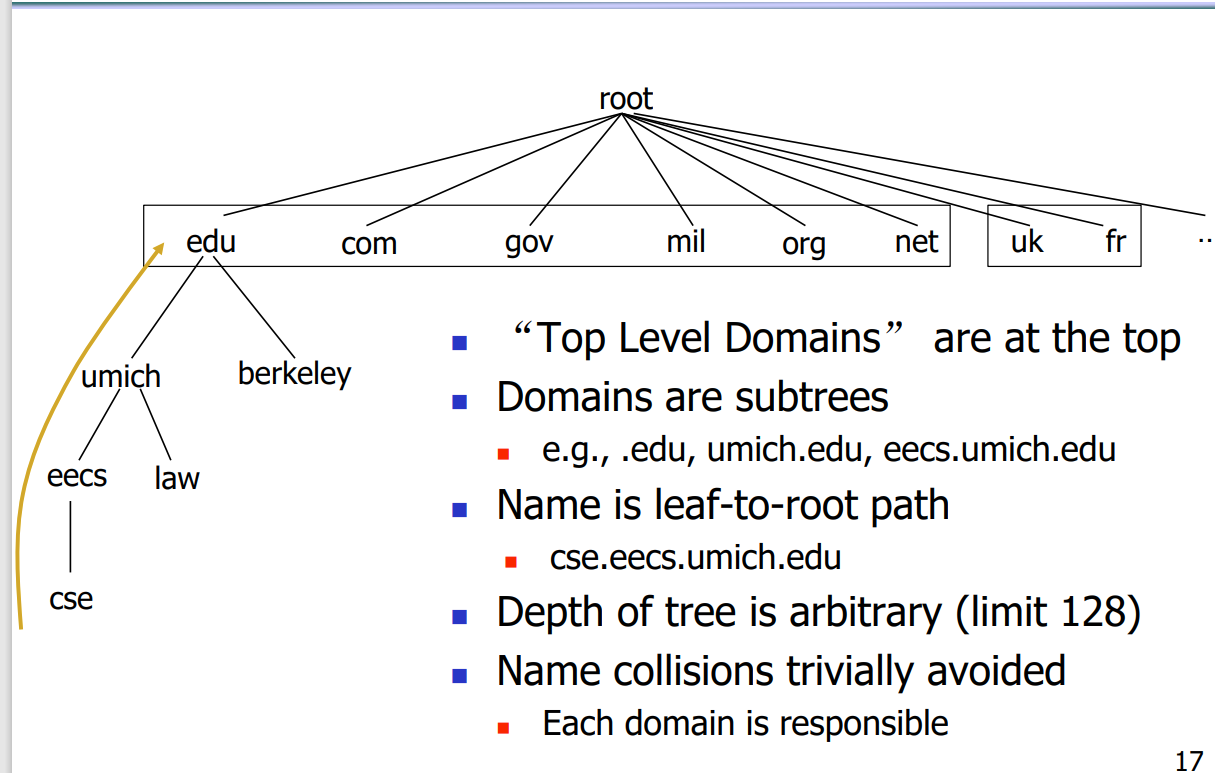 root
edu com gov mil org net uk fr ..
umich berkeley
eecs law
cse
“Top Level Domains” are at the top
Domains are subtrees
e.g., .edu, umich.edu, eecs.umich.edu
Name is leaf-to-root path
cse.eecs.umich.edu
Depth of tree is arbitrary (limit 128)
Name collisions trivially avoided
Each domain is responsible
17